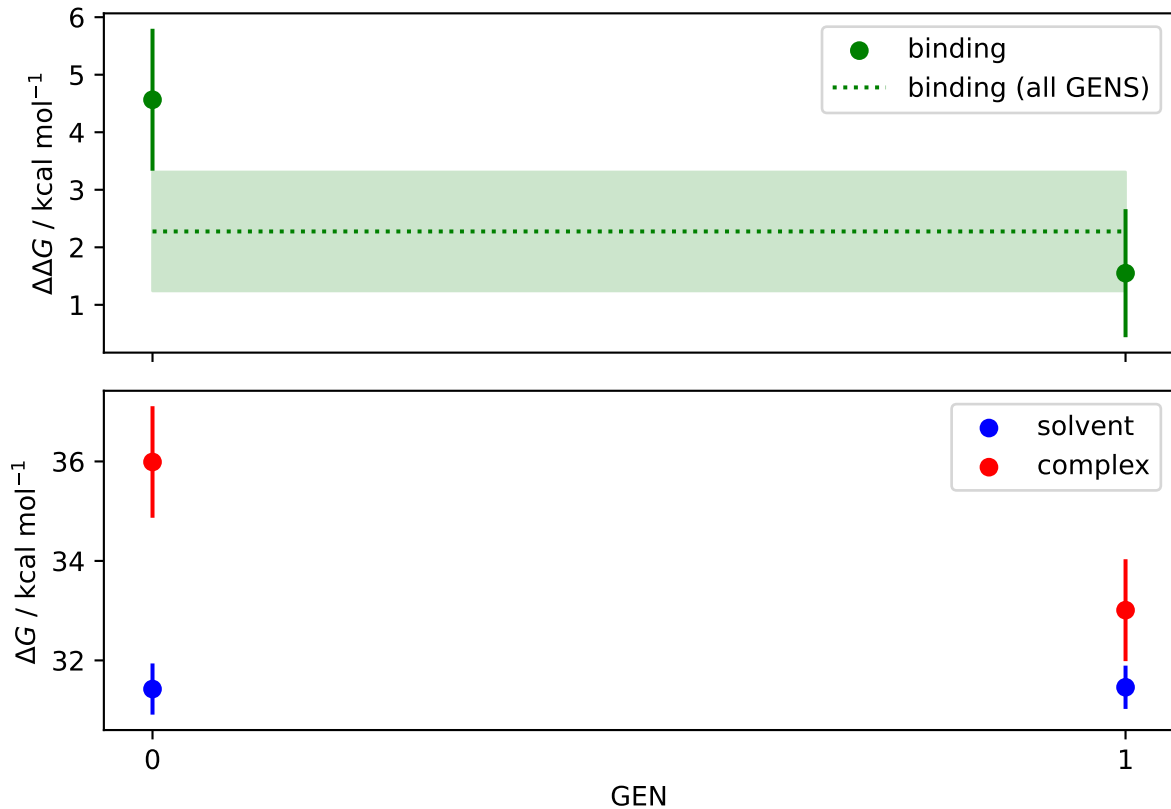 6
5
4
3
2
1
ΔΔG / kcal mol⁻¹
binding
binding (all GENS)
36
34
32
ΔG / kcal mol⁻¹
solvent
complex
0
1
GEN